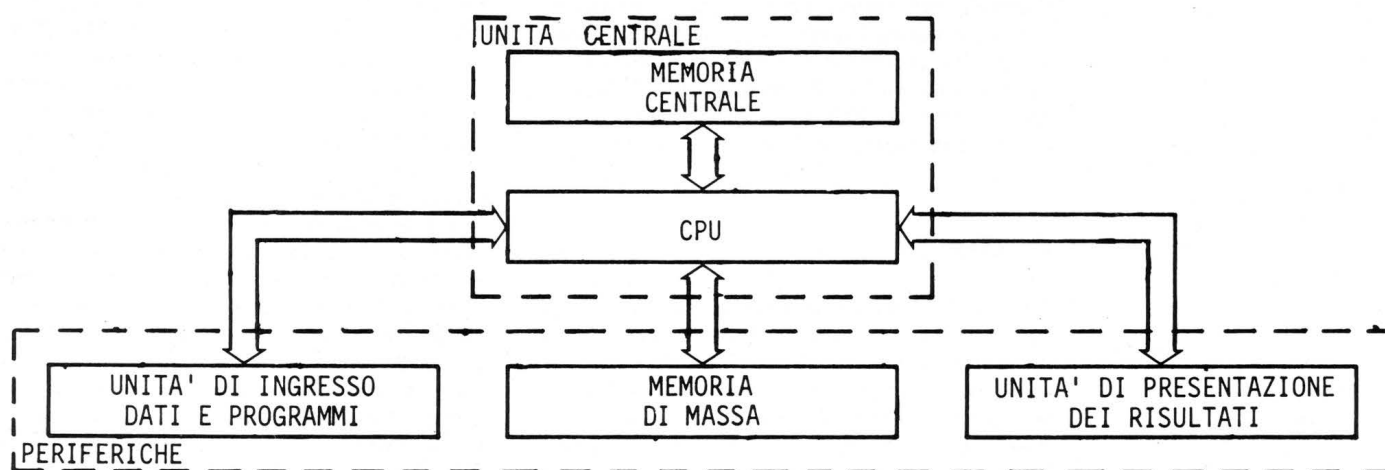 UNITA CENTRALE
MEMORIA
CENTRALE
CPU
UNITA' DI INGRESSO
DATI E PROGRAMMI
MEMORIA
DI MASSA
UNITA' DI PRESENTAZIONE
DEI RISULTATI
PERIFERICHE